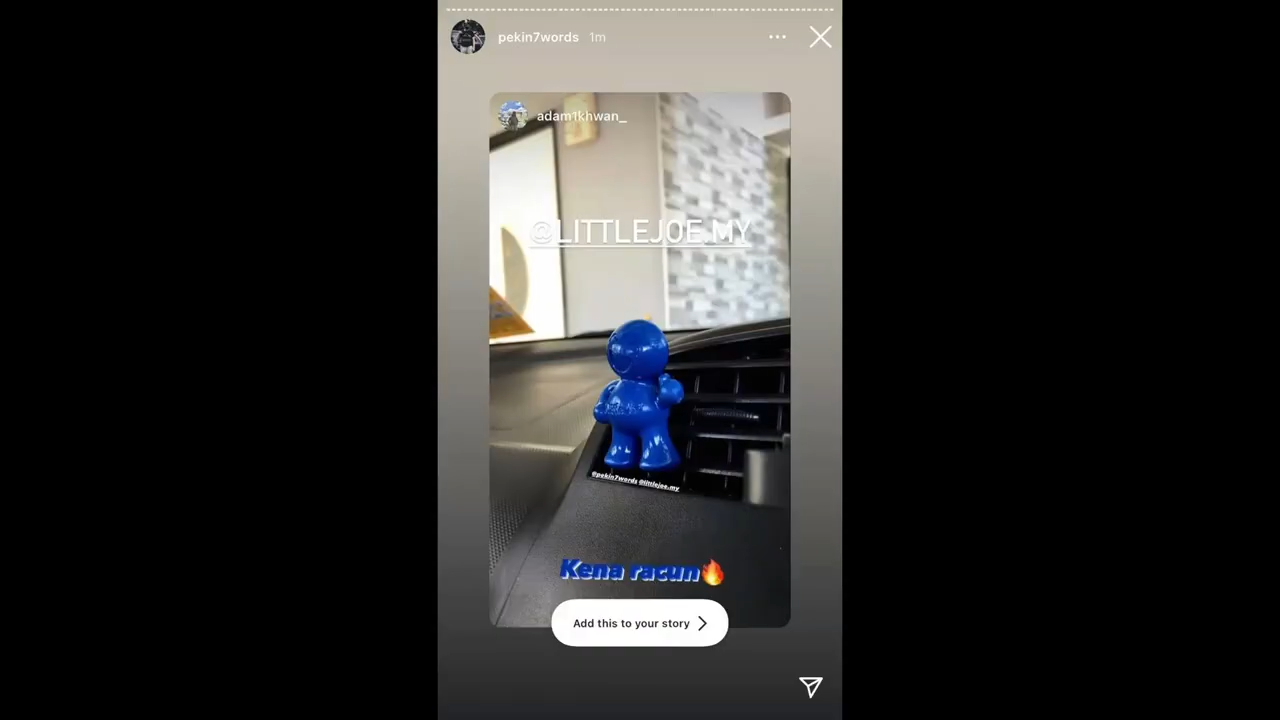 pekin7words 1m
adam1khwan_
@LITTLEJOE.MY
@pekin7words @littlejoe.my
Kena racun🔥
Add this to your story